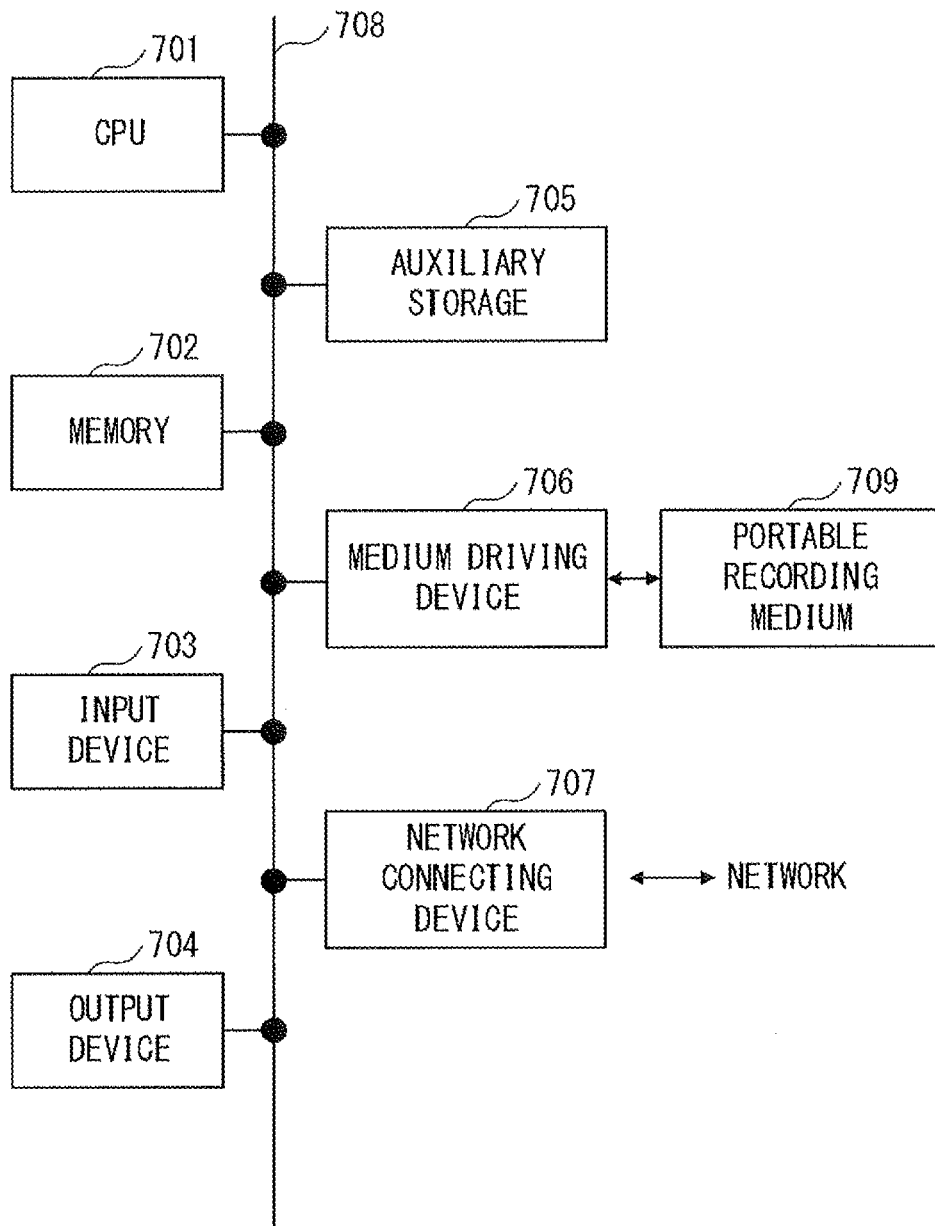 708
701
CPU
705
AUXILIARY
STORAGE
702
MEMORY
706
MEDIUM DRIVING
DEVICE
709
PORTABLE
RECORDING
MEDIUM
703
INPUT
DEVICE
707
NETWORK
CONNECTING
DEVICE
NETWORK
704
OUTPUT
DEVICE